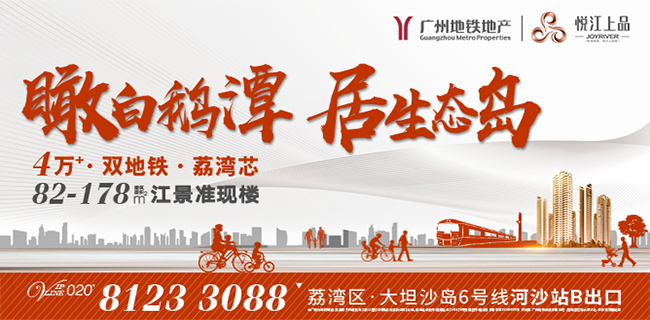 广州地铁地产
Guangzhou Metro Properties
悦江上品
JOYRIVER
瞰白鹅潭 居生态岛
4万+·双地铁·荔湾芯
82-178㎡江景准现楼
VIP LINE 020 8123 3088
荔湾区·大坦沙岛6号线河沙站B出口